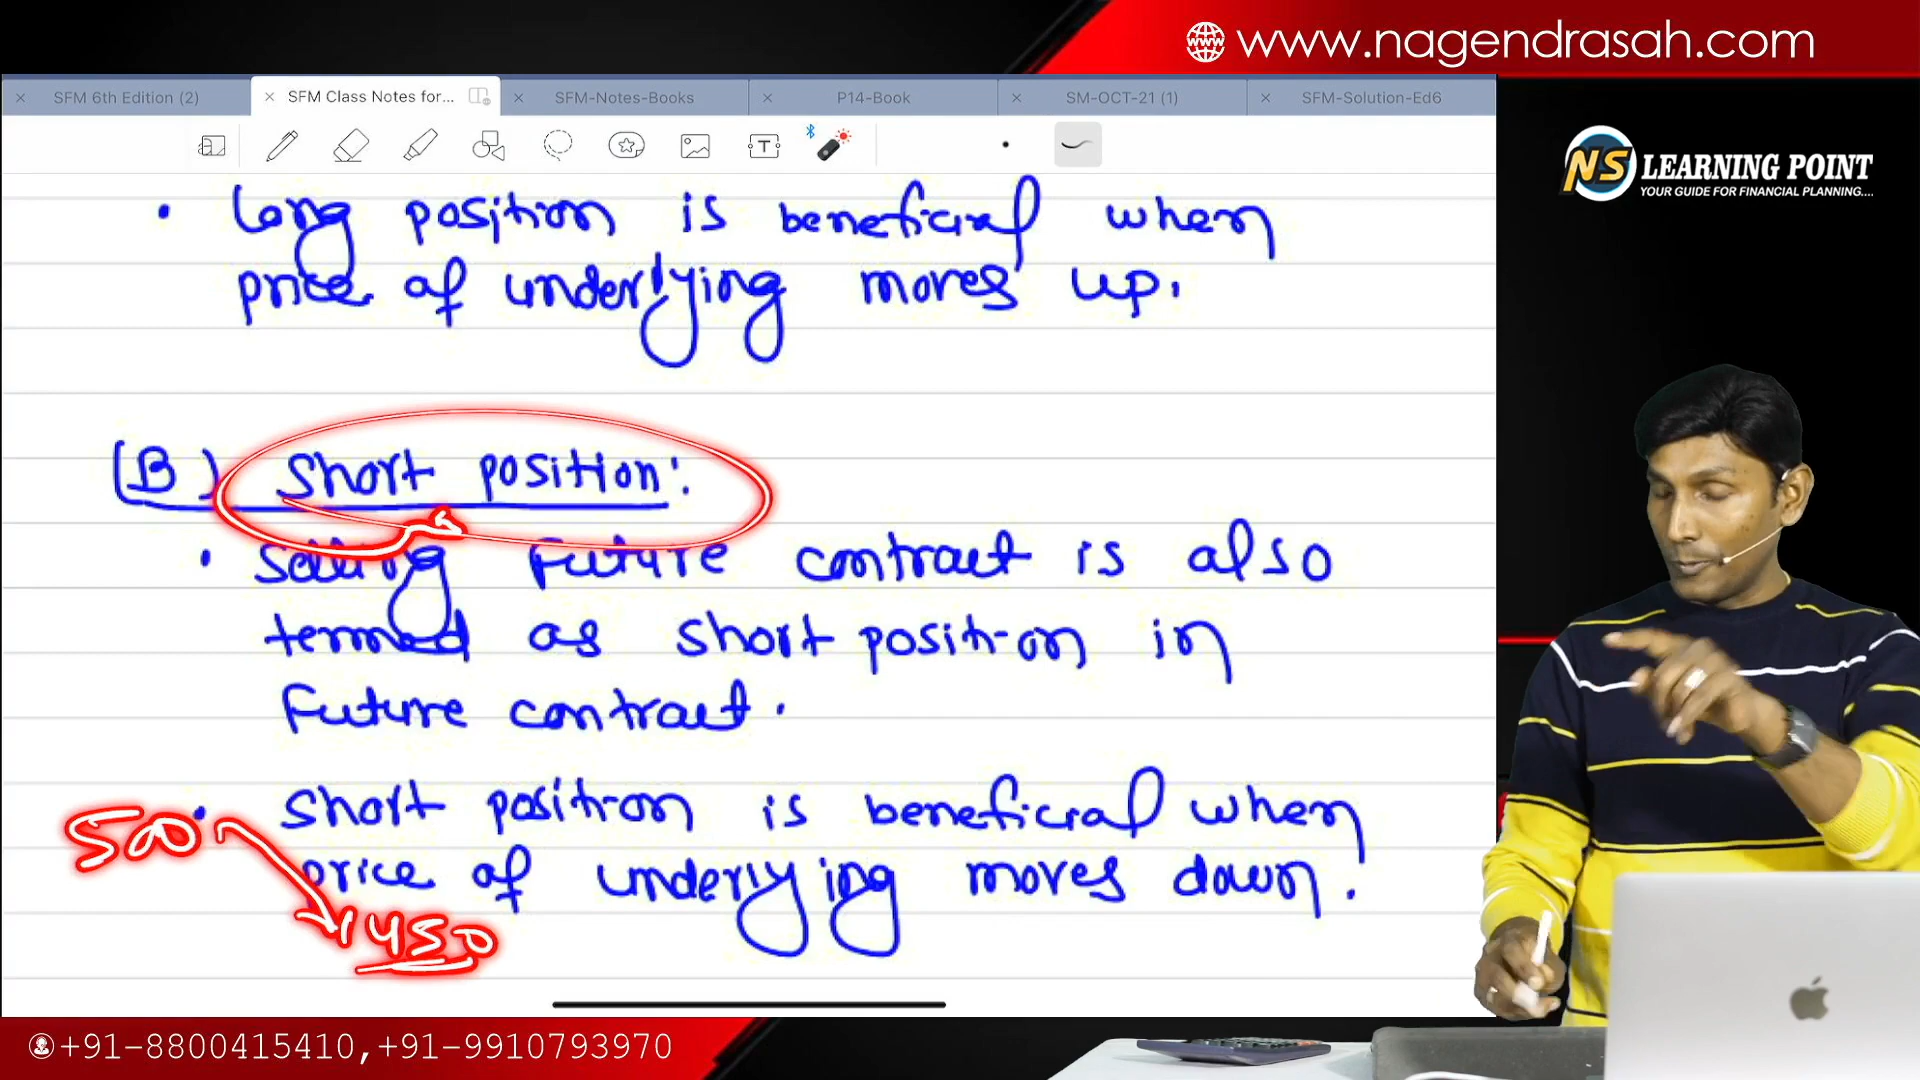 www.nagendrasah.com
SFM 6th Edition (2)
SFM Class Notes for...
SFM-Notes-Books
P14-Book
SM-OCT-21 (1)
SFM-Solution-Ed6
NS LEARNING POINT
YOUR GUIDE FOR FINANCIAL PLANNING....
• Long position is beneficial when
price of underlying moves up.
(B) Short position:
• Selling Future contract is also
termed as short position in
Future contract.
• Short position is beneficial when
price of underlying moves down.
500
450
+91-8800415410,+91-9910793970